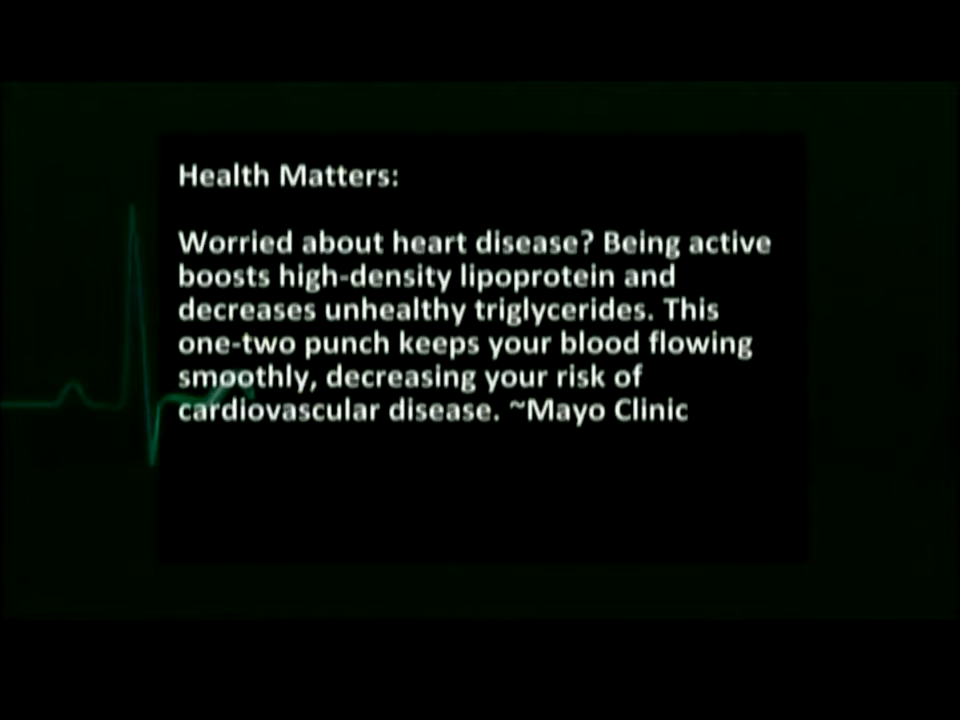 Health Matters:
Worried about heart disease? Being active
boosts high-density lipoprotein and
decreases unhealthy triglycerides. This
one-two punch keeps your blood flowing
smoothly, decreasing your risk of
cardiovascular disease. ~Mayo Clinic